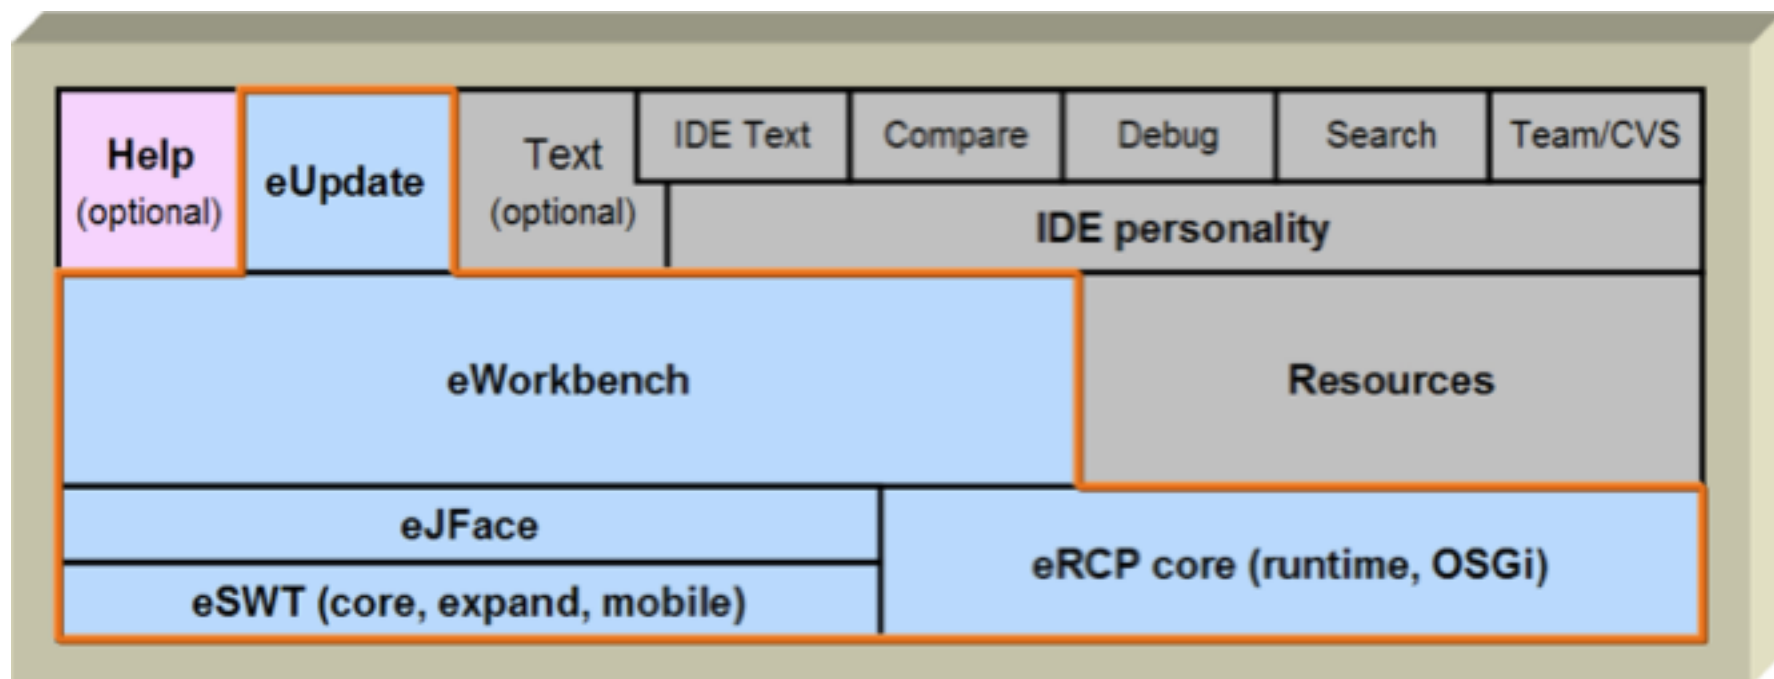 Help
(optional)
eUpdate
Text
(optional)
IDE Text
Compare
Debug
Search
Team/CVS
IDE personality
eWorkbench
Resources
eJFace
eSWT (core, expand, mobile)
eRCP core (runtime, OSGi)